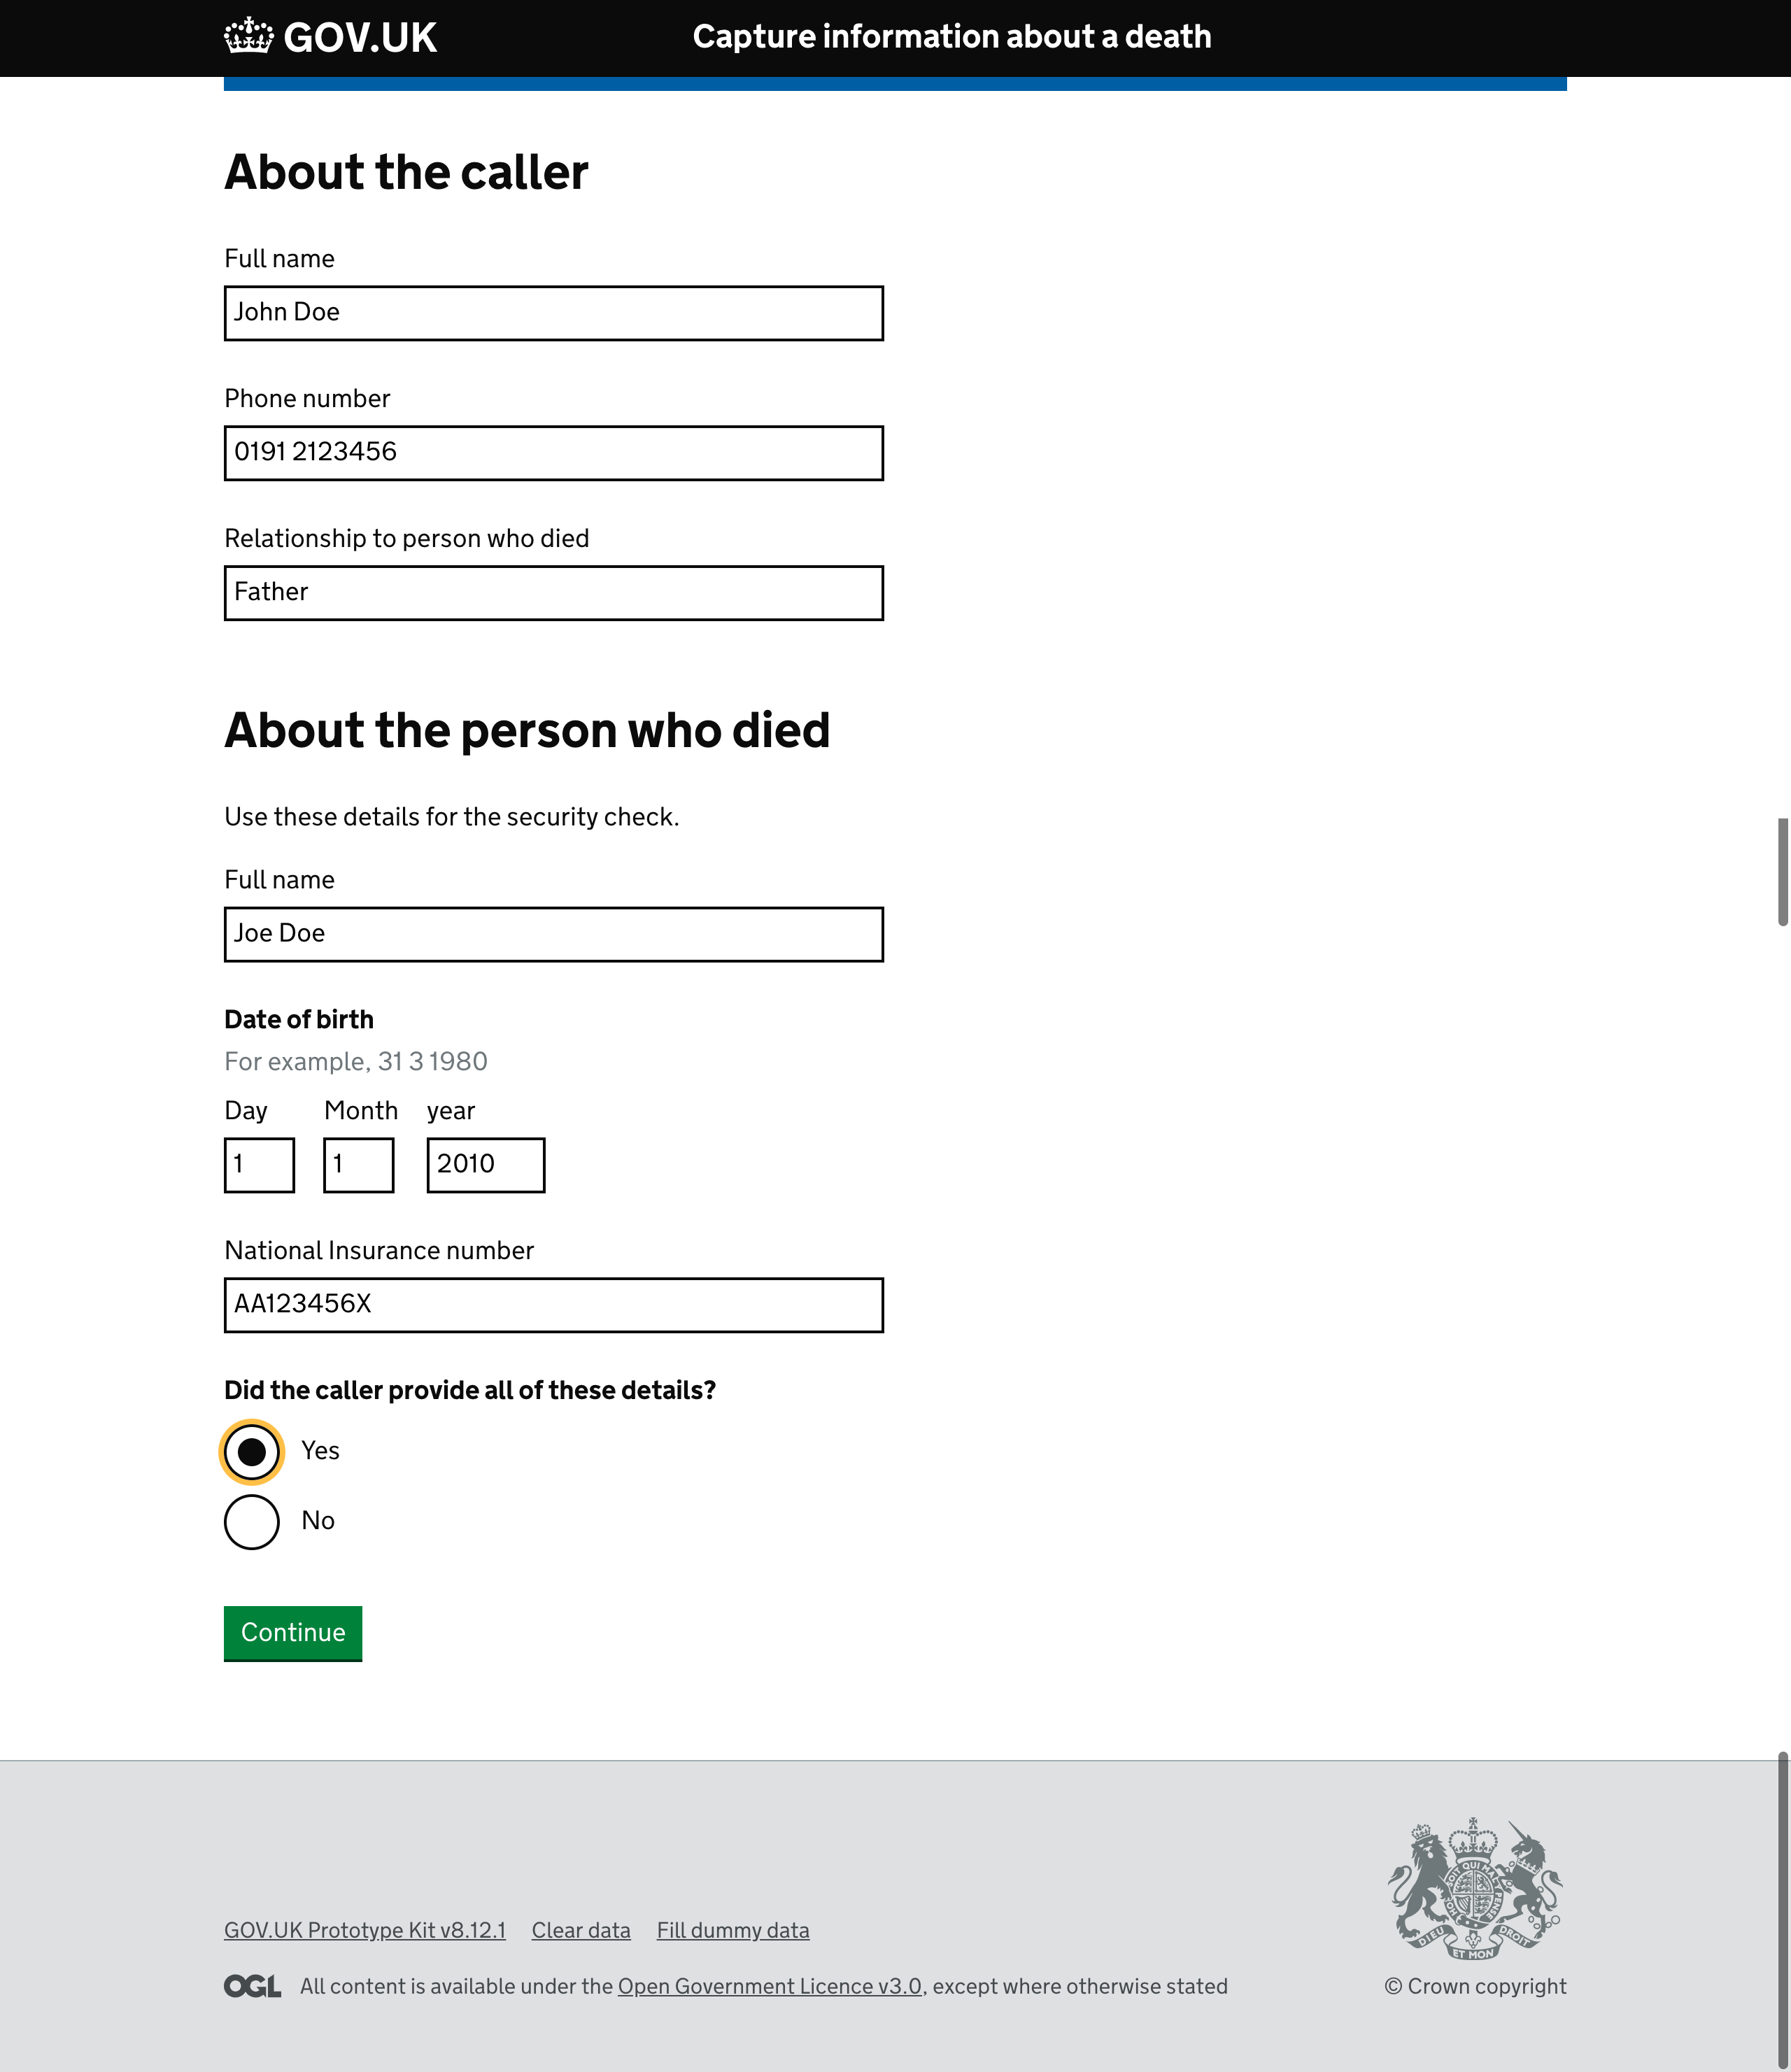 GOV.UK
Capture information about a death
About the caller
Full name
John Doe
Phone number
0191 2123456
Relationship to person who died
Father
About the person who died
Use these details for the security check.
Full name
Joe Doe
Date of birth
For example, 31 3 1980
Day Month year
1 1 2010
National Insurance number
AA123456X
Did the caller provide all of these details?
Yes
No
Continue
GOV.UK Prototype Kit v8.12.1 Clear data Fill dummy data
DIEU ET MON DROIT
OGL All content is available under the Open Government Licence v3.0, except where otherwise stated
© Crown copyright